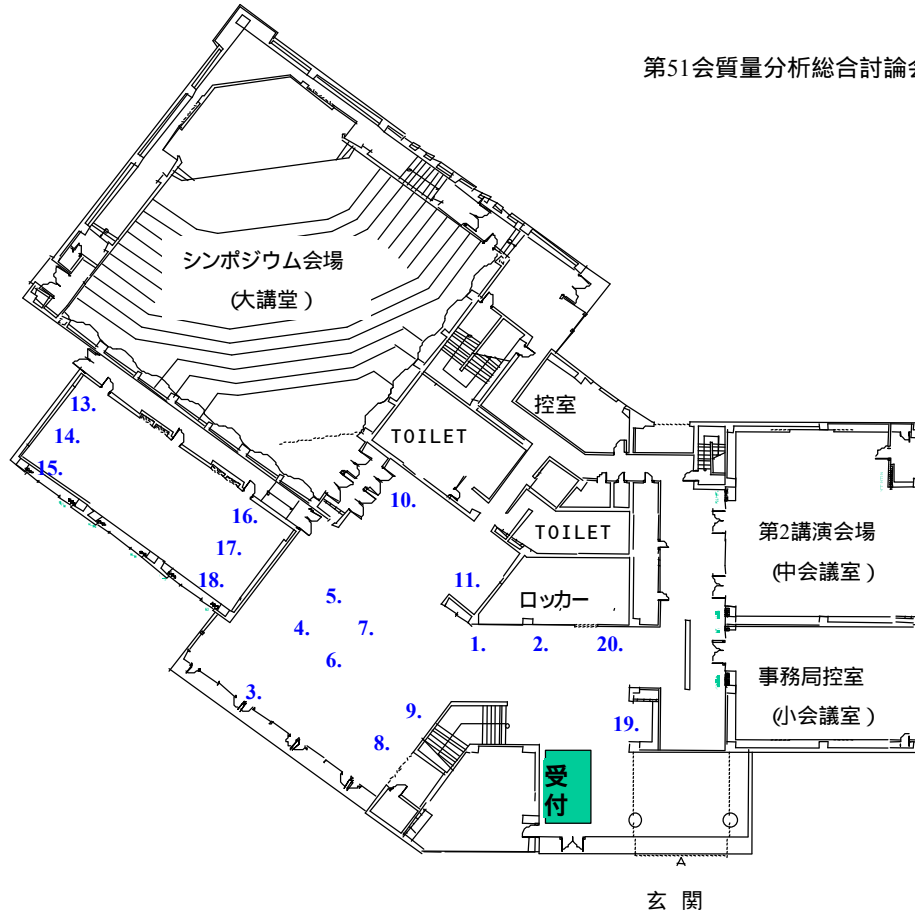 第51会質量分析総合討論会
シンポジウム会場
(大講堂)
控室
13.
TOILET
14.
15.
10.
16.
TOILET
第2講演会場
17.
(中会議室)
18.
11.
ロッカー
5.
4.
7.
1.
2.
20.
6.
事務局控室
3.
9.
19.
(小会議室)
8.
受
付
玄 関